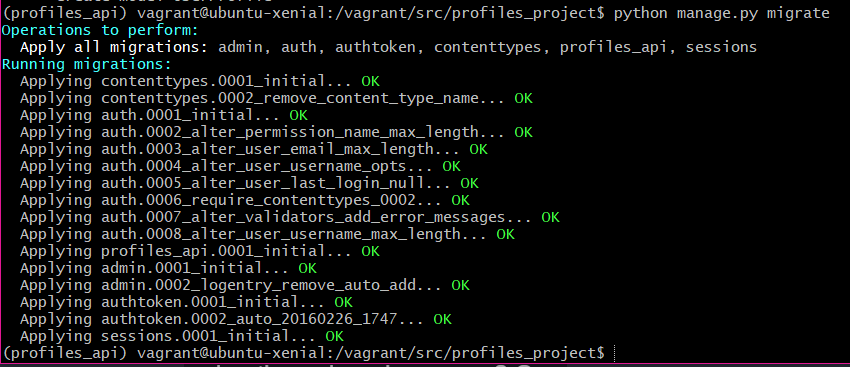 (profiles_api) vagrant@ubuntu-xenial:/vagrant/src/profiles_project$ python manage.py migrate
Operations to perform:
  Apply all migrations: admin, auth, authtoken, contenttypes, profiles_api, sessions
Running migrations:
  Applying contenttypes.0001_initial... OK
  Applying contenttypes.0002_remove_content_type_name... OK
  Applying auth.0001_initial... OK
  Applying auth.0002_alter_permission_name_max_length... OK
  Applying auth.0003_alter_user_email_max_length... OK
  Applying auth.0004_alter_user_username_opts... OK
  Applying auth.0005_alter_user_last_login_null... OK
  Applying auth.0006_require_contenttypes_0002... OK
  Applying auth.0007_alter_validators_add_error_messages... OK
  Applying auth.0008_alter_user_username_max_length... OK
  Applying profiles_api.0001_initial... OK
  Applying admin.0001_initial... OK
  Applying admin.0002_logentry_remove_auto_add... OK
  Applying authtoken.0001_initial... OK
  Applying authtoken.0002_auto_20160226_1747... OK
  Applying sessions.0001_initial... OK
(profiles_api) vagrant@ubuntu-xenial:/vagrant/src/profiles_project$